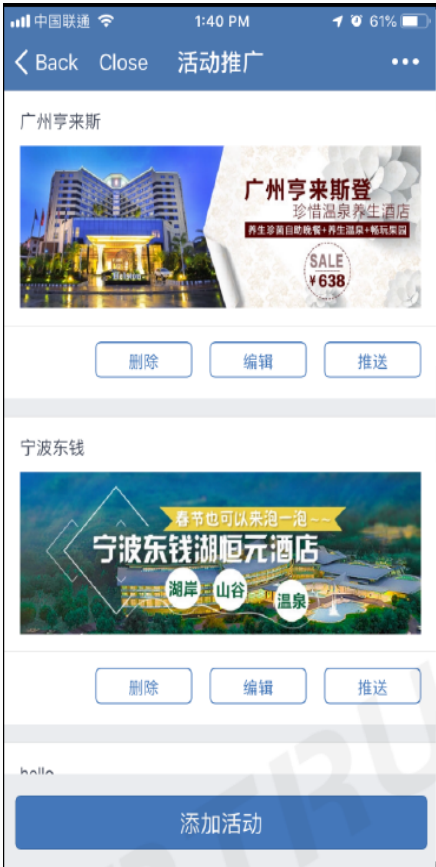 中国联通 1:40 PM 61%
Back Close 活动推广
广州亨来斯
广州亨来斯登
珍惜温泉养生酒店
养生珍菌自助晚餐+养生温泉+畅玩果园
SALE
¥638
删除 编辑 推送
宁波东钱
春节也可以来泡一泡~~
宁波东钱湖恒元酒店
湖岸 山谷 温泉
删除 编辑 推送
hello
添加活动